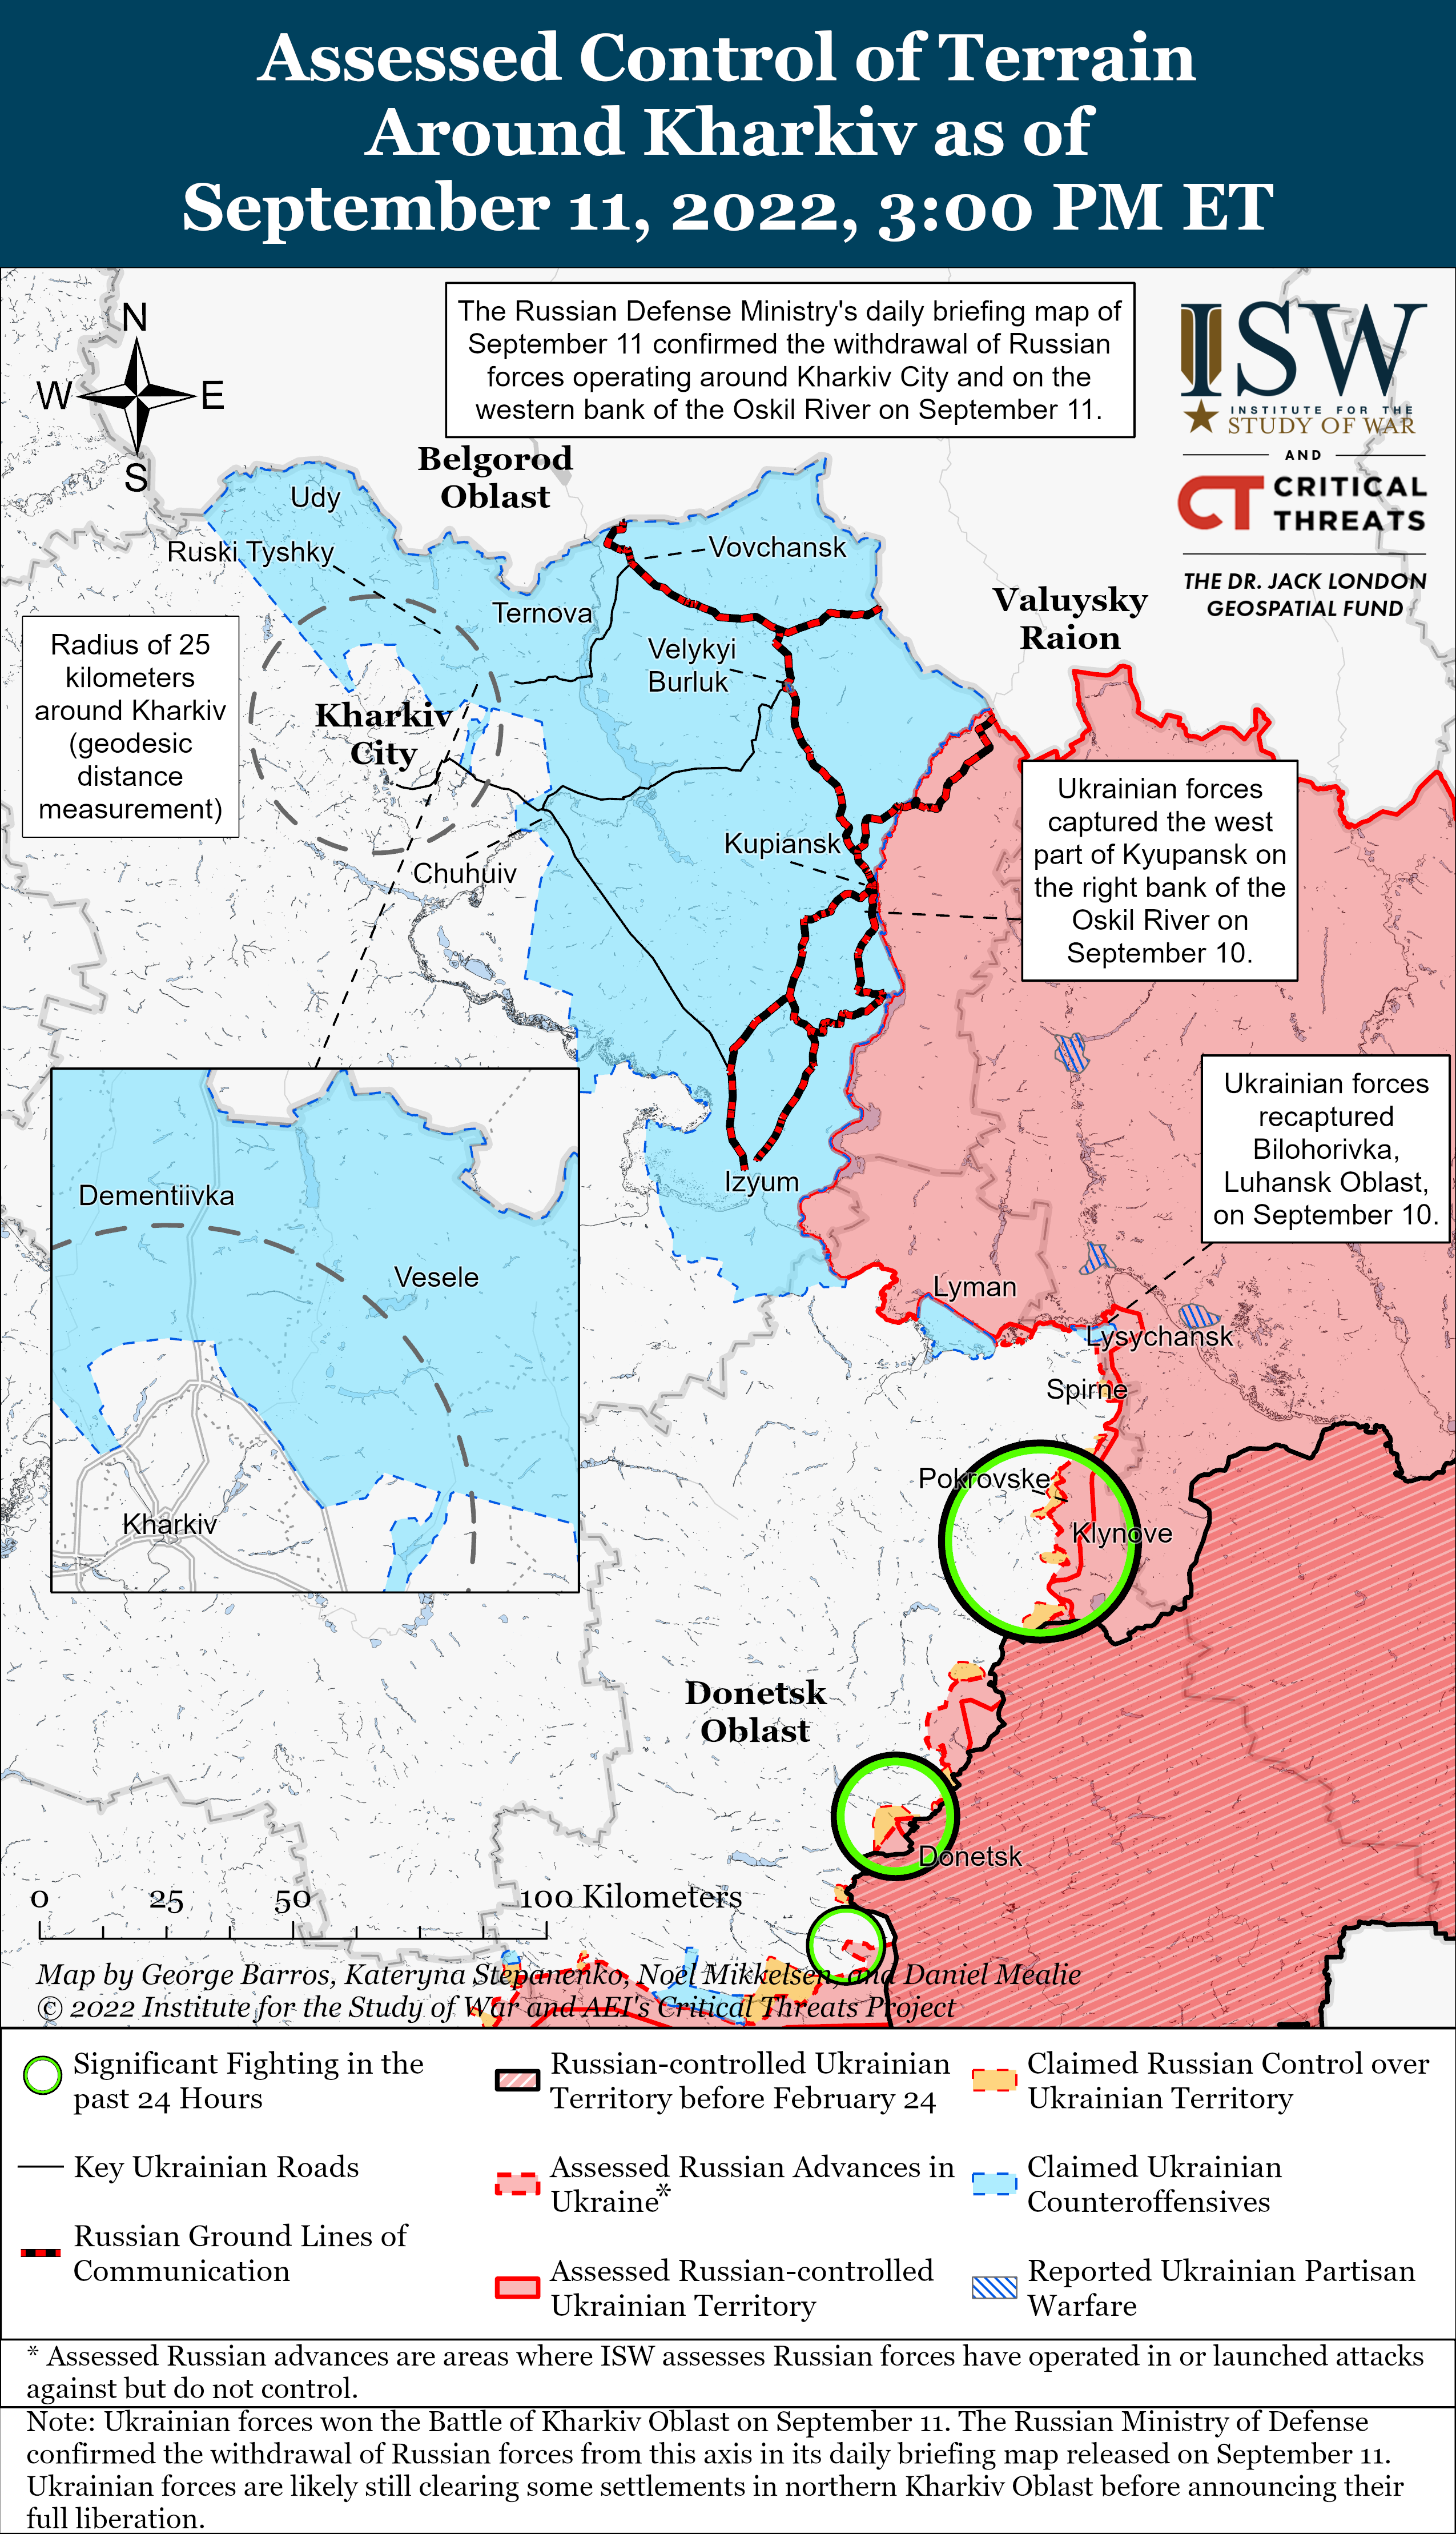 Assessed Control of Terrain
Around Kharkiv as of
September 11, 2022, 3:00 PM ET
N
W
E
S
The Russian Defense Ministry's daily briefing map of
September 11 confirmed the withdrawal of Russian
forces operating around Kharkiv City and on the
western bank of the Oskil River on September 11.
ISW
INSTITUTE FOR THE
STUDY OF WAR
AND
CT CRITICAL
THREATS
THE DR. JACK LONDON
GEOSPATIAL FUND
Belgorod
Oblast
Udy
Ruski Tyshky
Vovchansk
Ternova
Valuysky
Raion
Radius of 25
kilometers
around Kharkiv
(geodesic
distance
measurement)
Velykyi
Burluk
Kharkiv
City
Ukrainian forces
captured the west
part of Kyupansk on
the right bank of the
Oskil River on
September 10.
Kupiansk
Chuhuiv
Ukrainian forces
recaptured
Bilohorivka,
Luhansk Oblast,
on September 10.
Izyum
Dementiivka
Vesele
Kharkiv
Lyman
Lysychansk
Spirne
Pokrovske
Klynove
Donetsk
Oblast
Donetsk
0 25 50 100 Kilometers
Map by George Barros, Kateryna Stepanenko, Noel Mikkelsen, and Daniel Mealie
© 2022 Institute for the Study of War and AEI's Critical Threats Project
Significant Fighting in the
past 24 Hours
Key Ukrainian Roads
Russian Ground Lines of
Communication
Russian-controlled Ukrainian
Territory before February 24
Assessed Russian Advances in
Ukraine*
Assessed Russian-controlled
Ukrainian Territory
Claimed Russian Control over
Ukrainian Territory
Claimed Ukrainian
Counteroffensives
Reported Ukrainian Partisan
Warfare
* Assessed Russian advances are areas where ISW assesses Russian forces have operated in or launched attacks
against but do not control.
Note: Ukrainian forces won the Battle of Kharkiv Oblast on September 11. The Russian Ministry of Defense
confirmed the withdrawal of Russian forces from this axis in its daily briefing map released on September 11.
Ukrainian forces are likely still clearing some settlements in northern Kharkiv Oblast before announcing their
full liberation.